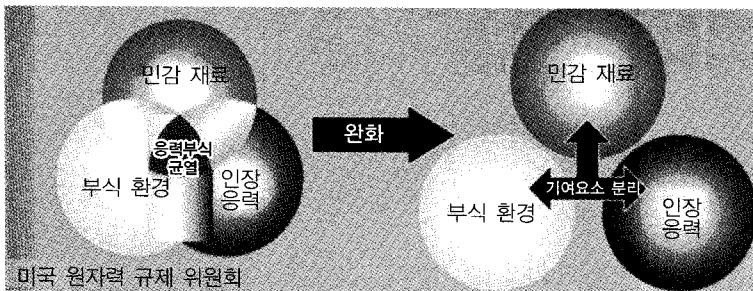 민감 재료
응력부식
균열
부식 환경
인장
응력
완화
민감 재료
기여요소 분리
부식 환경
인장
응력
미국 원자력 규제 위원회